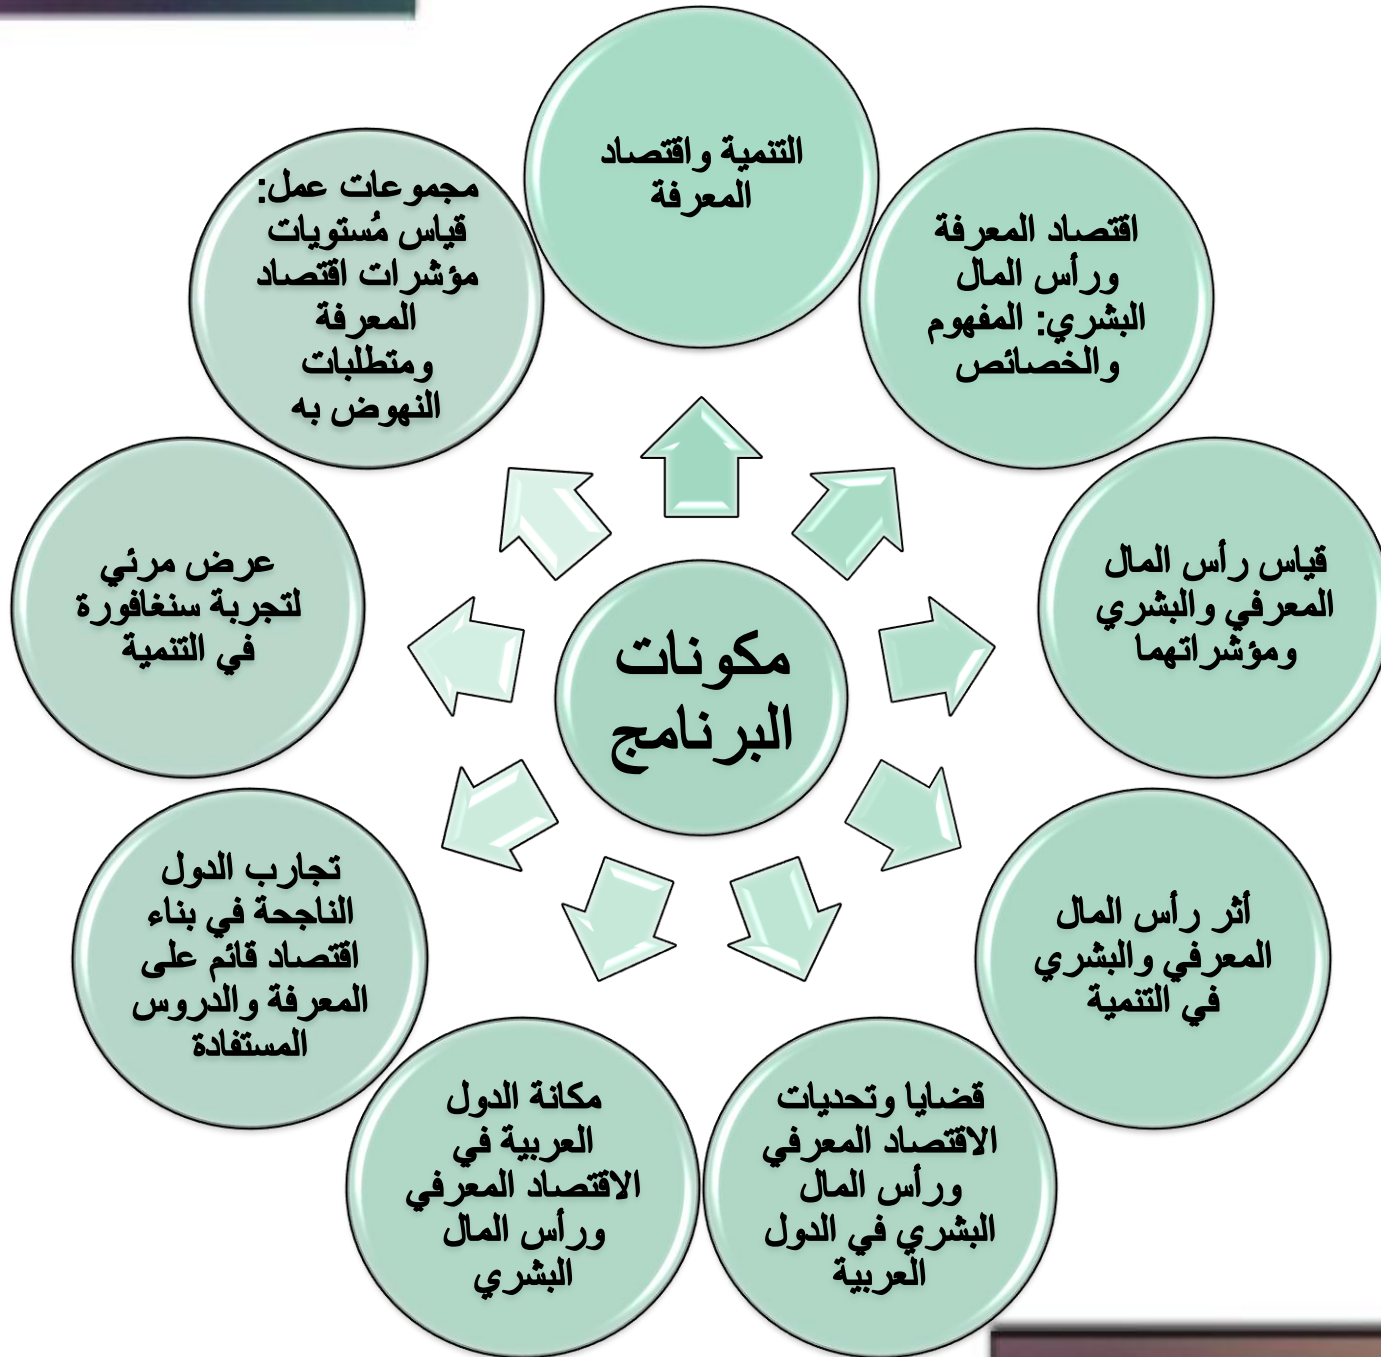 التنمية واقتصاد
المعرفة
اقتصاد المعرفة
ورأس المال
البشري: المفهوم
والخصائص
قياس رأس المال
المعرفي والبشري
ومؤشراتهما
أثر رأس المال
المعرفي والبشري
في التنمية
قضايا وتحديات
الاقتصاد المعرفي
ورأس المال
البشري في الدول
العربية
مكانة الدول
العربية في
الاقتصاد المعرفي
ورأس المال
البشري
تجارب الدول
الناجحة في بناء
اقتصاد قائم على
المعرفة والدروس
المستفادة
عرض مرئي
لتجربة سنغافورة
في التنمية
مجموعات عمل:
قياس مُستويات
مؤشرات اقتصاد
المعرفة
ومتطلبات
النهوض به
مكونات
البرنامج